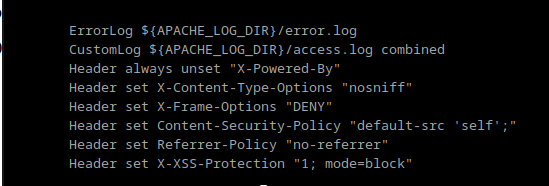 ErrorLog ${APACHE_LOG_DIR}/error.log
CustomLog ${APACHE_LOG_DIR}/access.log combined
Header always unset "X-Powered-By"
Header set X-Content-Type-Options "nosniff"
Header set X-Frame-Options "DENY"
Header set Content-Security-Policy "default-src 'self';"
Header set Referrer-Policy "no-referrer"
Header set X-XSS-Protection "1; mode=block"